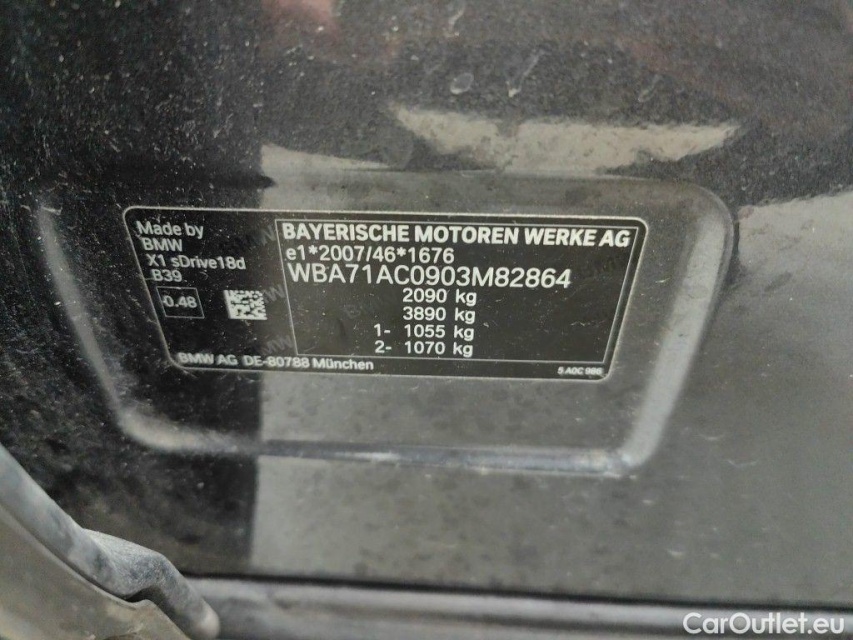 Made by
BMW
X1 sDrive18d
B39
0.48
BAYERISCHE MOTOREN WERKE AG
e1*2007/46*1676
WBA71AC0903M82864
2090 kg
3890 kg
1- 1055 kg
2- 1070 kg
BMW AG DE-80788 München
5 A0C 986
CarOutlet.eu